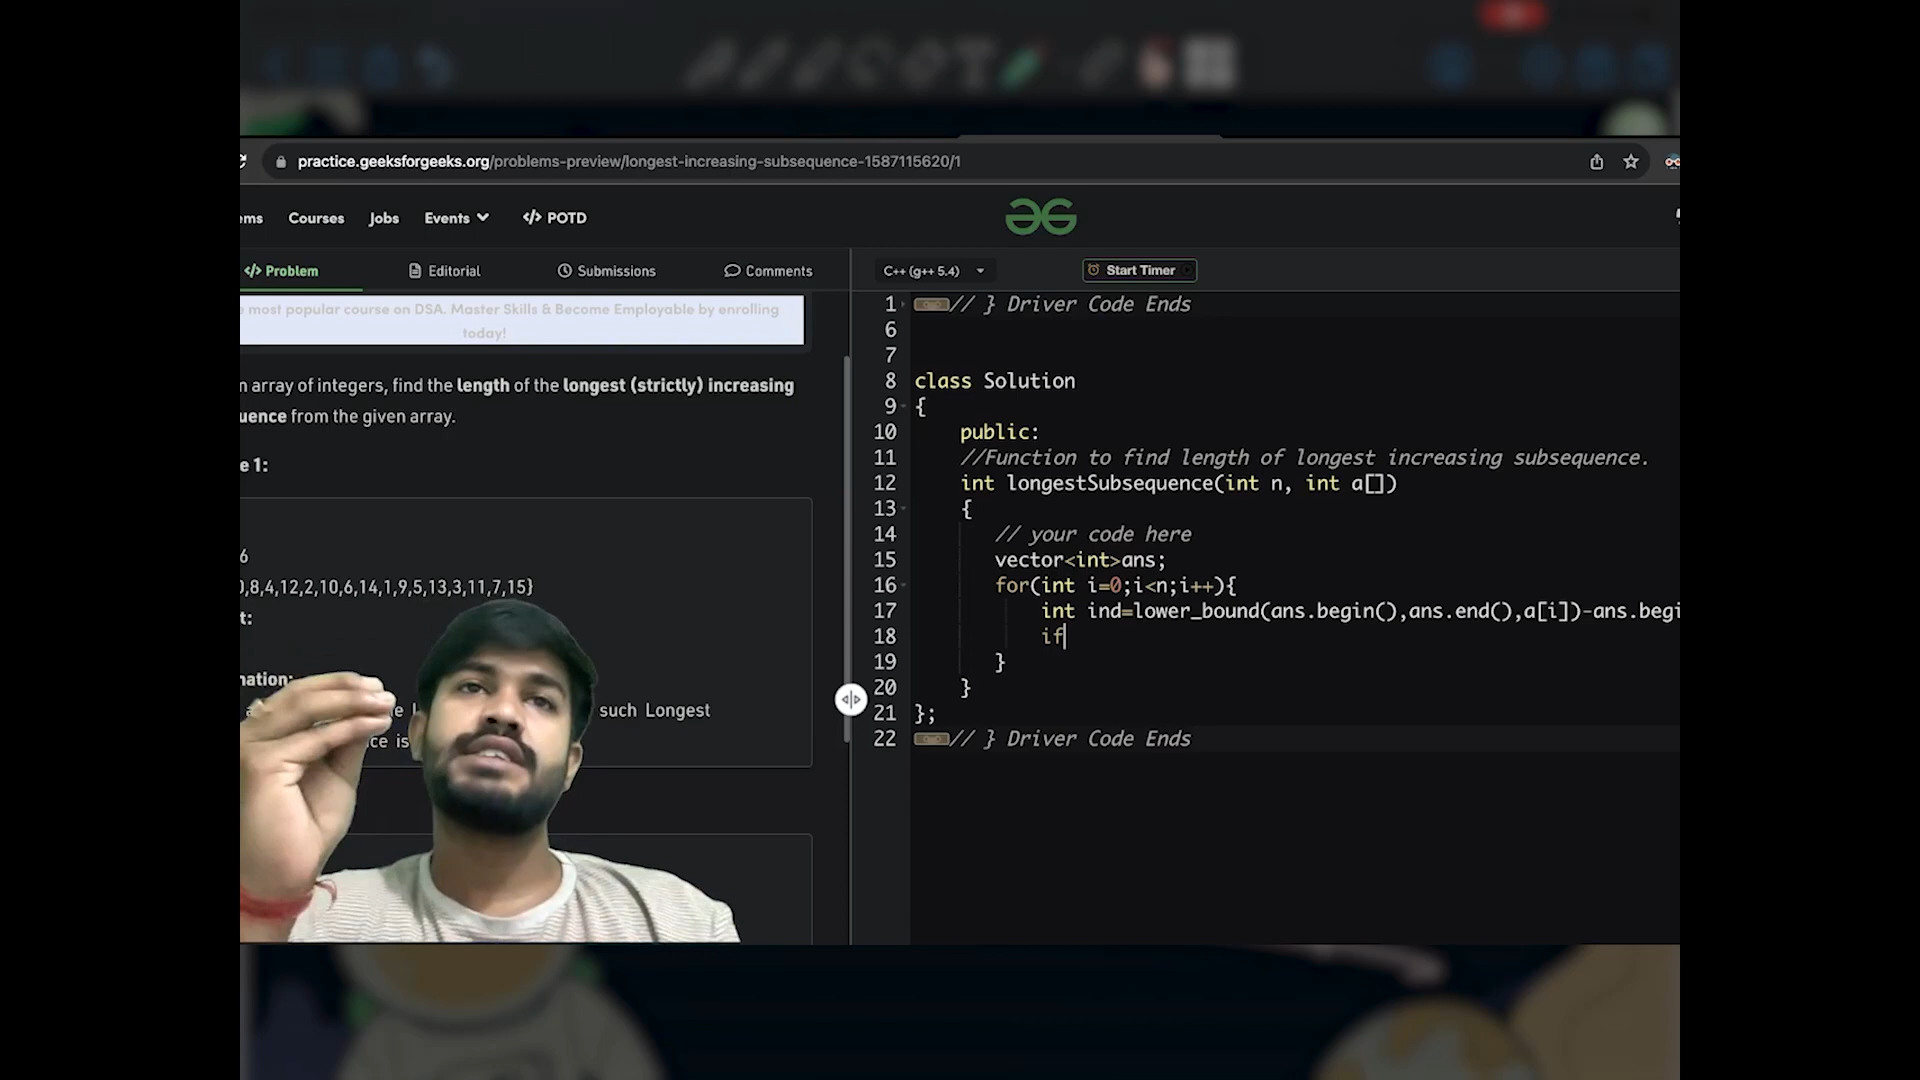 practice.geeksforgeeks.org/problems-preview/longest-increasing-subsequence-1587115620/1
ems Courses Jobs Events </> POTD
</> Problem Editorial Submissions Comments
C++ (g++ 5.4) Start Timer
e most popular course on DSA. Master Skills & Become Employable by enrolling
today!
n array of integers, find the length of the longest (strictly) increasing
uence from the given array.
e 1:
6
0,8,4,12,2,10,6,14,1,9,5,13,3,11,7,15}
t:
nation:
such Longest
ce is
1 // } Driver Code Ends
6
7
8 class Solution
9 {
10 public:
11 //Function to find length of longest increasing subsequence.
12 int longestSubsequence(int n, int a[])
13 {
14 // your code here
15 vector<int>ans;
16 for(int i=0;i<n;i++){
17 int ind=lower_bound(ans.begin(),ans.end(),a[i])-ans.begi
18 if
19 }
20 }
21 };
22 // } Driver Code Ends